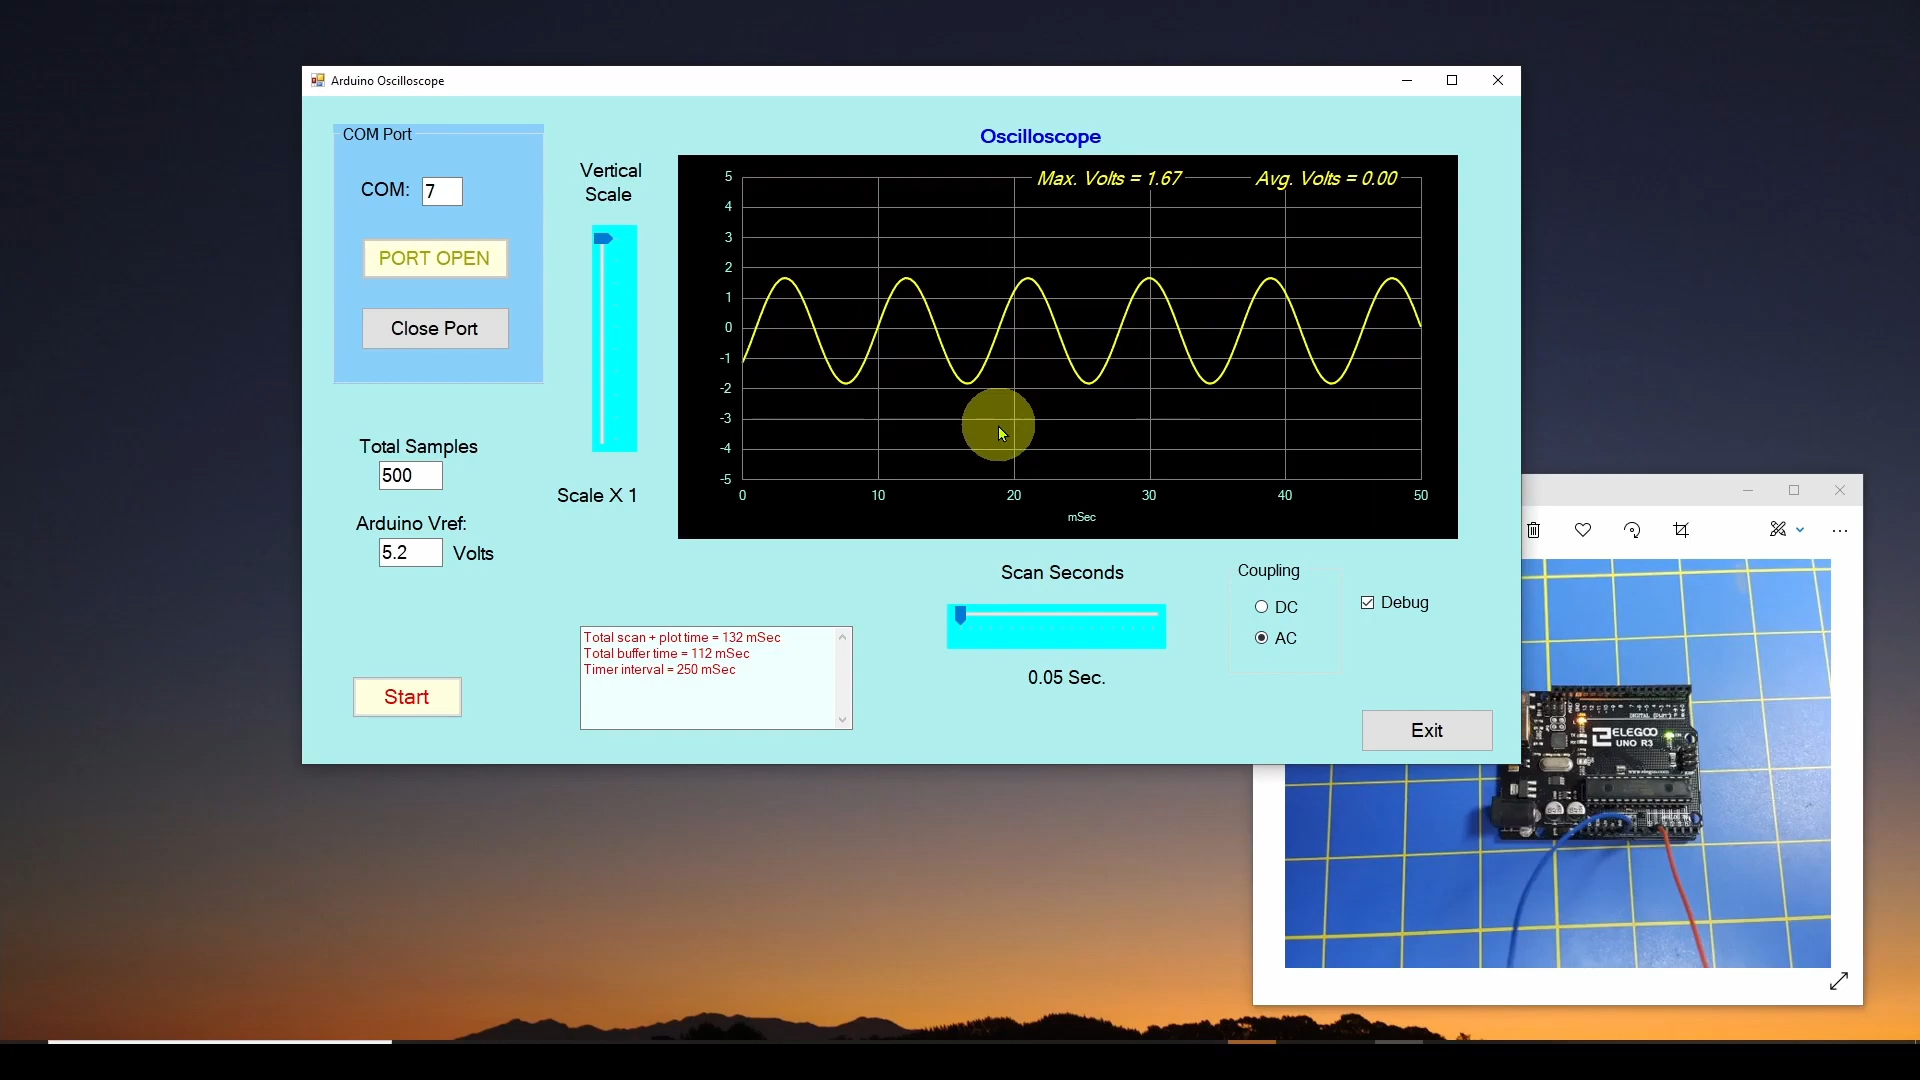 Arduino Oscilloscope
COM Port
COM: 7
PORT OPEN
Close Port
Vertical
Scale
Scale X 1
Total Samples
500
Arduino Vref:
5.2 Volts
Start
Oscilloscope
Max. Volts = 1.67 Avg. Volts = 0.00
5
4
3
2
1
0
-1
-2
-3
-4
-5
0 10 20 30 40 50
mSec
Total scan + plot time = 132 mSec
Total buffer time = 112 mSec
Timer interval = 250 mSec
Scan Seconds
0.05 Sec.
Coupling
DC
AC
Debug
Exit
ELEGOO
UNO R3